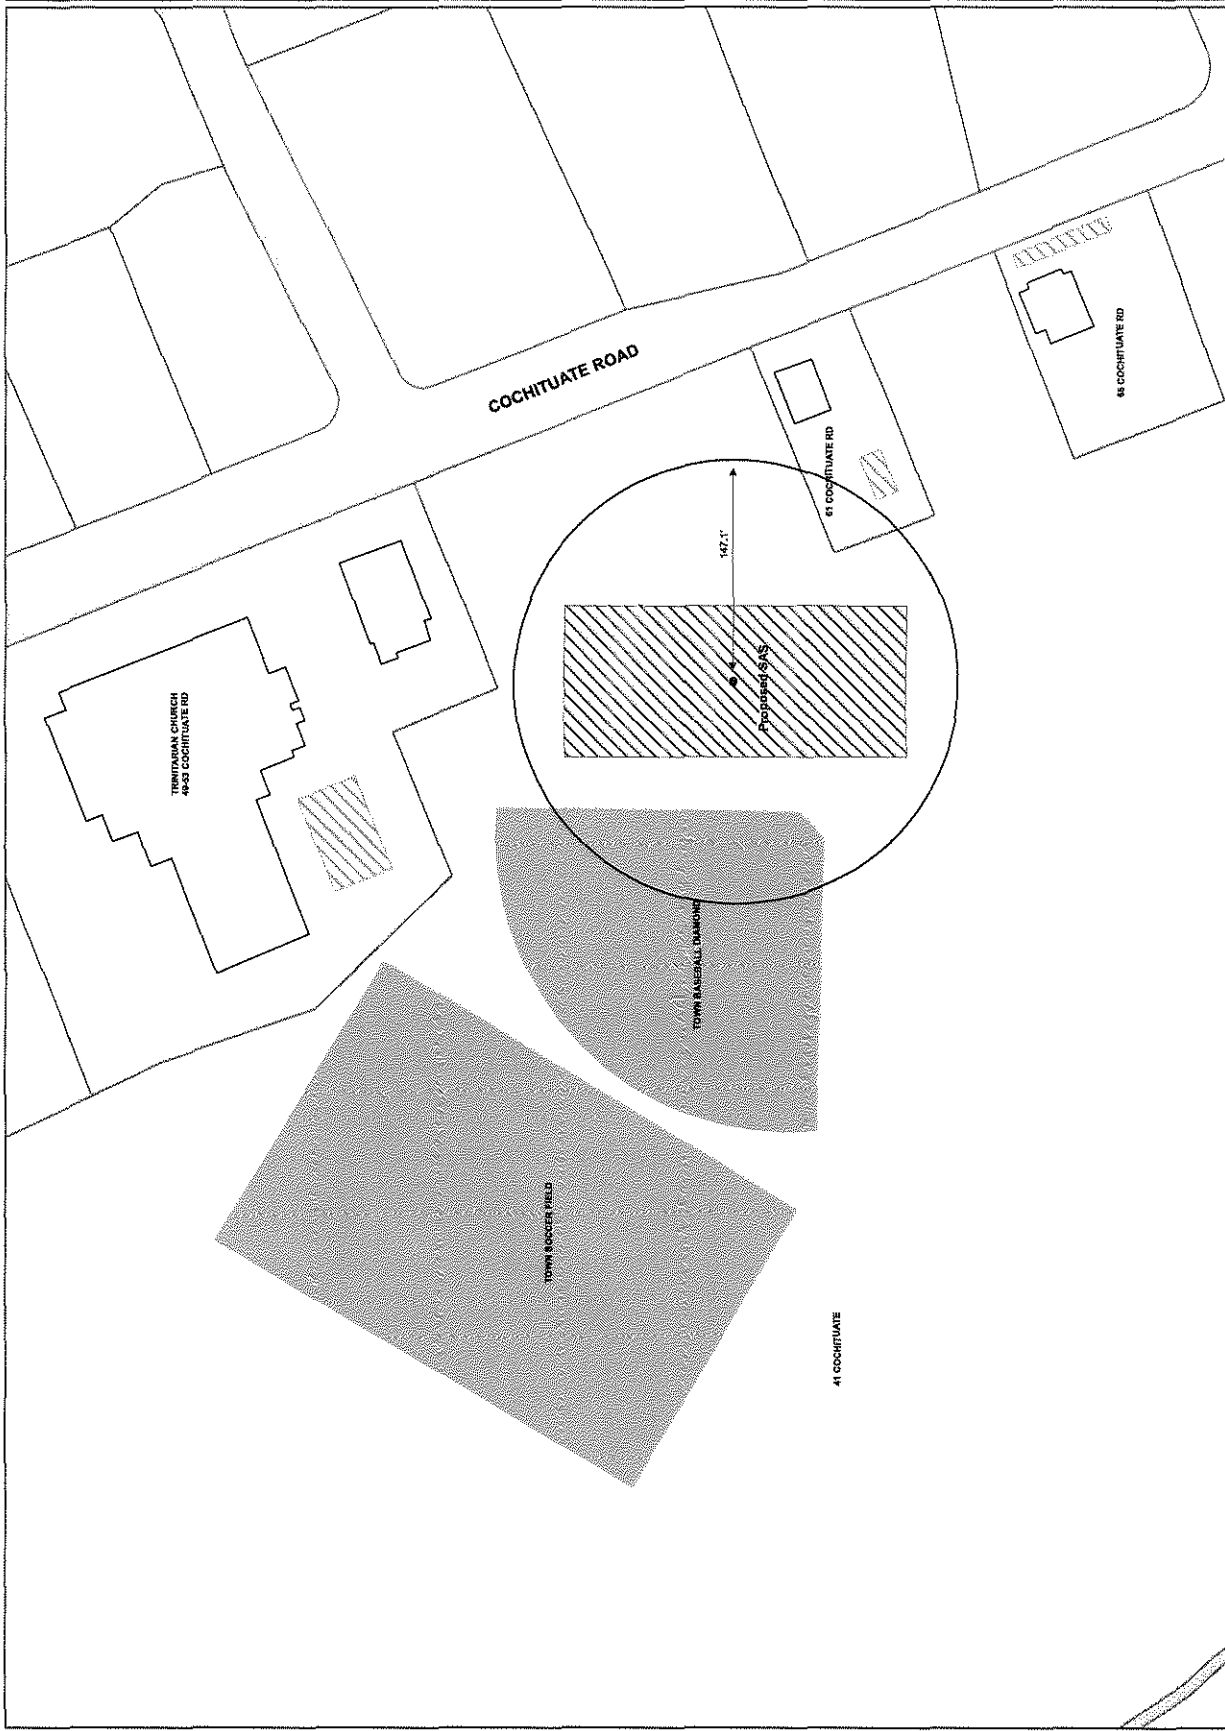 COCHITUATE ROAD
TRINITARIAN CHURCH
49-53 COCHITUATE RD
65 COCHITUATE RD
61 COCHITUATE RD
147.1'
Proposed SAS
TOWN BASEBALL DIAMOND
TOWN SOCCER FIELD
41 COCHITUATE